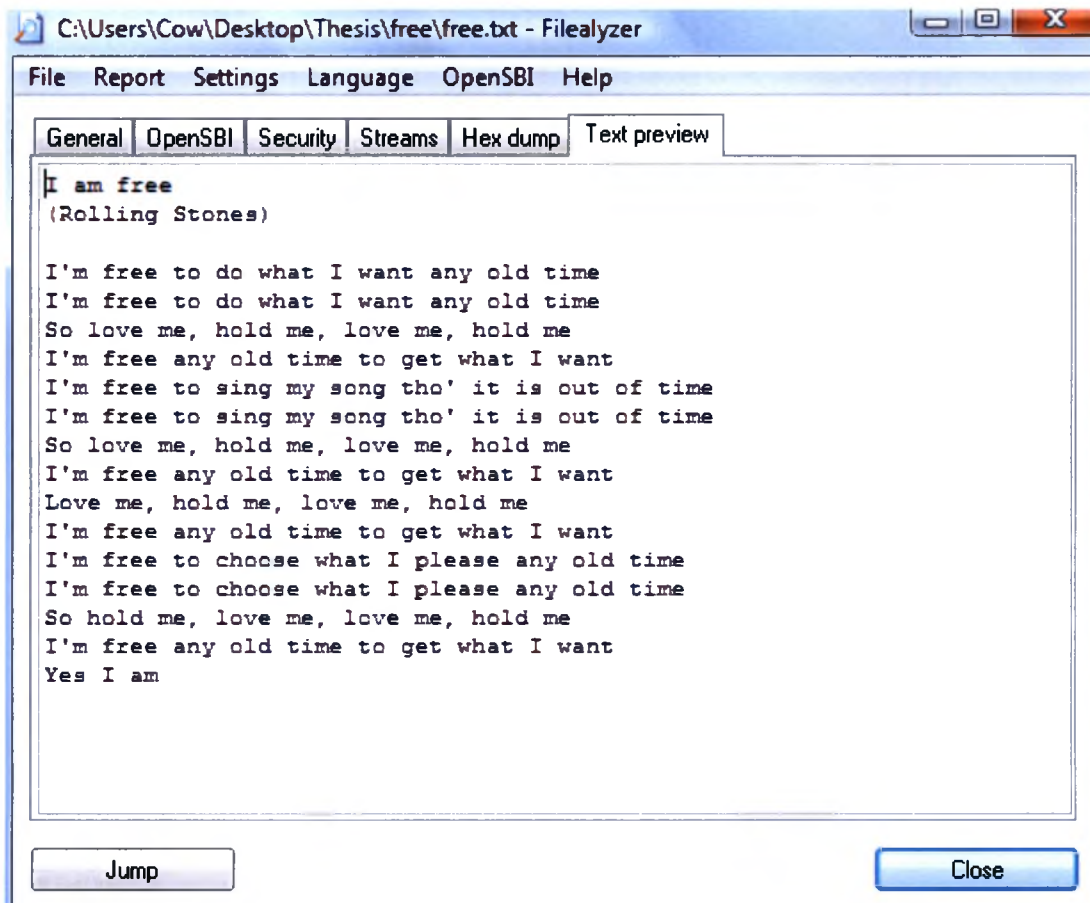 C:\Users\Cow\Desktop\Thesis\free\free.txt - Filealyzer
File Report Settings Language OpenSBI Help
General OpenSBI Security Streams Hex dump Text preview
I am free
(Rolling Stones)
I'm free to do what I want any old time
I'm free to do what I want any old time
So love me, hold me, love me, hold me
I'm free any old time to get what I want
I'm free to sing my song tho' it is out of time
I'm free to sing my song tho' it is out of time
So love me, hold me, love me, hold me
I'm free any old time to get what I want
Love me, hold me, love me, hold me
I'm free any old time to get what I want
I'm free to choose what I please any old time
I'm free to choose what I please any old time
So hold me, love me, love me, hold me
I'm free any old time to get what I want
Yes I am
Jump Close